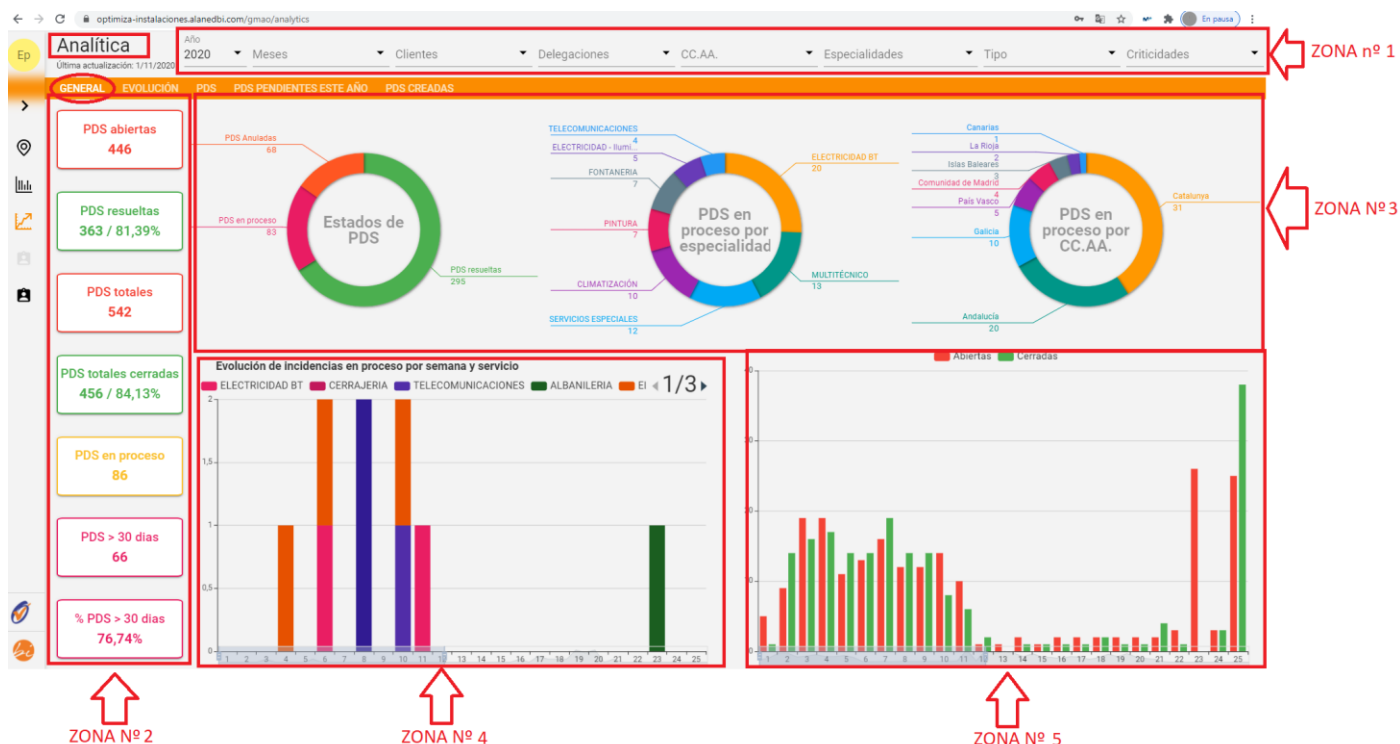 optimiza-instalaciones.alanedbi.com/gmao/analytics
En pausa
Ep
Analítica
Última actualización: 1/11/2020
Año
2020
Meses
Clientes
Delegaciones
CC.AA.
Especialidades
Tipo
Criticidades
ZONA nº 1
GENERAL
EVOLUCIÓN
PDS
PDS PENDIENTES ESTE AÑO
PDS CREADAS
PDS abiertas
446
PDS resueltas
363 / 81,39%
PDS totales
542
PDS totales cerradas
456 / 84,13%
PDS en proceso
86
PDS > 30 dias
66
% PDS > 30 dias
76,74%
PDS Anuladas
68
PDS en proceso
83
Estados de
PDS
PDS resueltas
295
TELECOMUNICACIONES
4
ELECTRICIDAD - Ilumi...
5
FONTANERIA
7
PINTURA
7
CLIMATIZACIÓN
10
SERVICIOS ESPECIALES
12
PDS en
proceso por
especialidad
ELECTRICIDAD BT
20
MULTITÉCNICO
13
Canarias
1
La Rioja
2
Islas Baleares
3
Comunidad de Madrid
4
País Vasco
5
Galicia
10
Andalucía
20
PDS en
proceso por
CC.AA.
Catalunya
31
ZONA Nº 3
Evolución de incidencias en proceso por semana y servicio
ELECTRICIDAD BT CERRAJERIA TELECOMUNICACIONES ALBANILERIA El 1/3
2
1,5
1
0,5
0
1 2 3 4 5 6 7 8 9 10 11 12 13 14 15 16 17 18 19 20 21 22 23 24 25
Abiertas Cerradas
40
30
20
10
0
1 2 3 4 5 6 7 8 9 10 11 12 13 14 15 16 17 18 19 20 21 22 23 24 25
bi
ZONA Nº 2
ZONA Nº 4
ZONA Nº 5